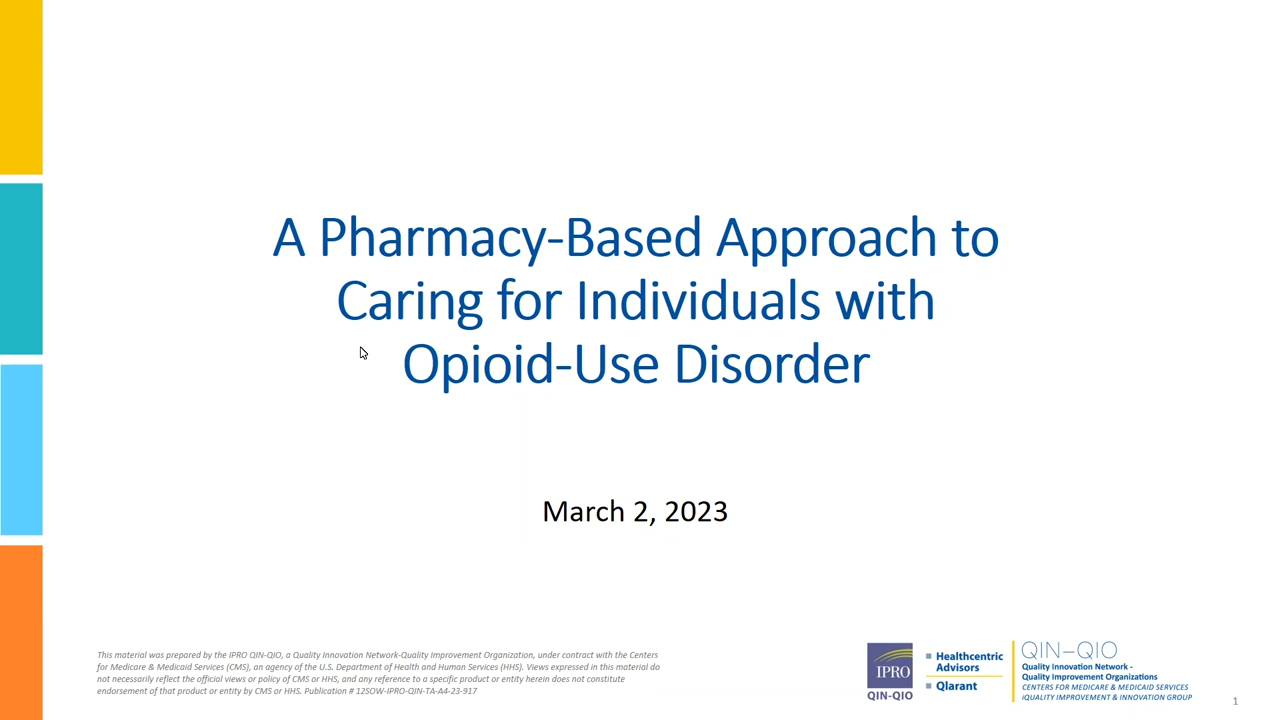 A Pharmacy-Based Approach to
Caring for Individuals with
Opioid-Use Disorder
March 2, 2023
This material was prepared by the IPRO QIN-QIO, a Quality Innovation Network-Quality Improvement Organization, under contract with the Centers
for Medicare & Medicaid Services (CMS), an agency of the U.S. Department of Health and Human Services (HHS). Views expressed in this material do
not necessarily reflect the official views or policy of CMS or HHS, and any reference to a specific product or entity herein does not constitute
endorsement of that product or entity by CMS or HHS. Publication # 12SOW-IPRO-QIN-TA-A4-23-917
IPRO
QIN-QIO
Healthcentric
Advisors
Qlarant
QIN–QIO
Quality Innovation Network -
Quality Improvement Organizations
CENTERS FOR MEDICARE & MEDICAID SERVICES
iQUALITY IMPROVEMENT & INNOVATION GROUP
1